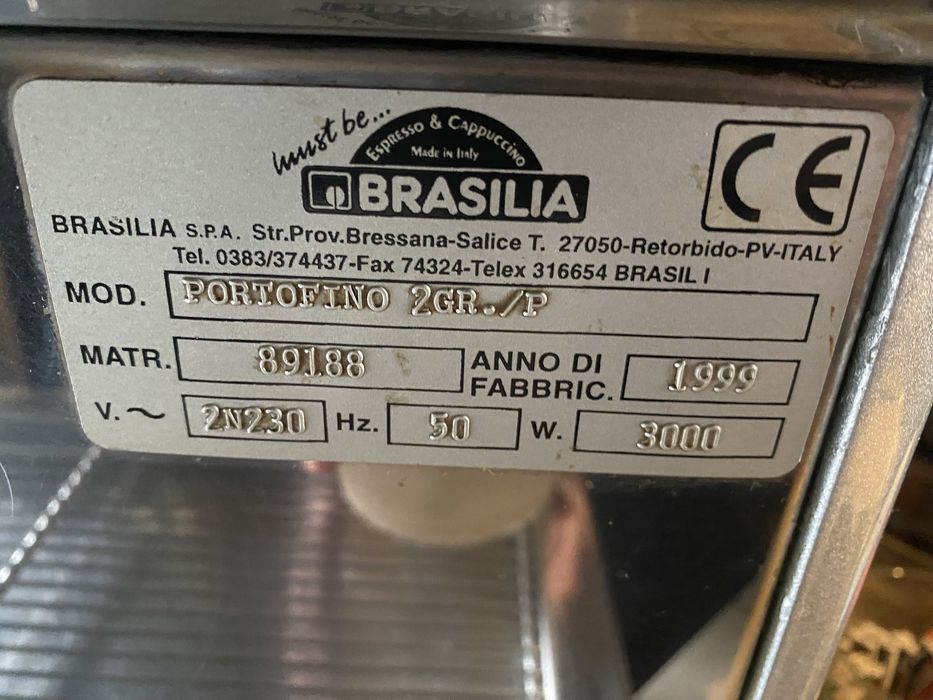 must be...
ESPRESSO & CAPPUCCINO
Made in Italy
BRASILIA
CE
BRASILIA S.P.A. Str.Prov.Bressana-Salice T. 27050-Retorbido-PV-ITALY
Tel. 0383/374437-Fax 74324-Telex 316654 BRASIL I
MOD. PORTOFINO 2GR./P
MATR. 89188 ANNO DI FABBRIC. 1999
V.~ 2N230 Hz. 50 W. 3000